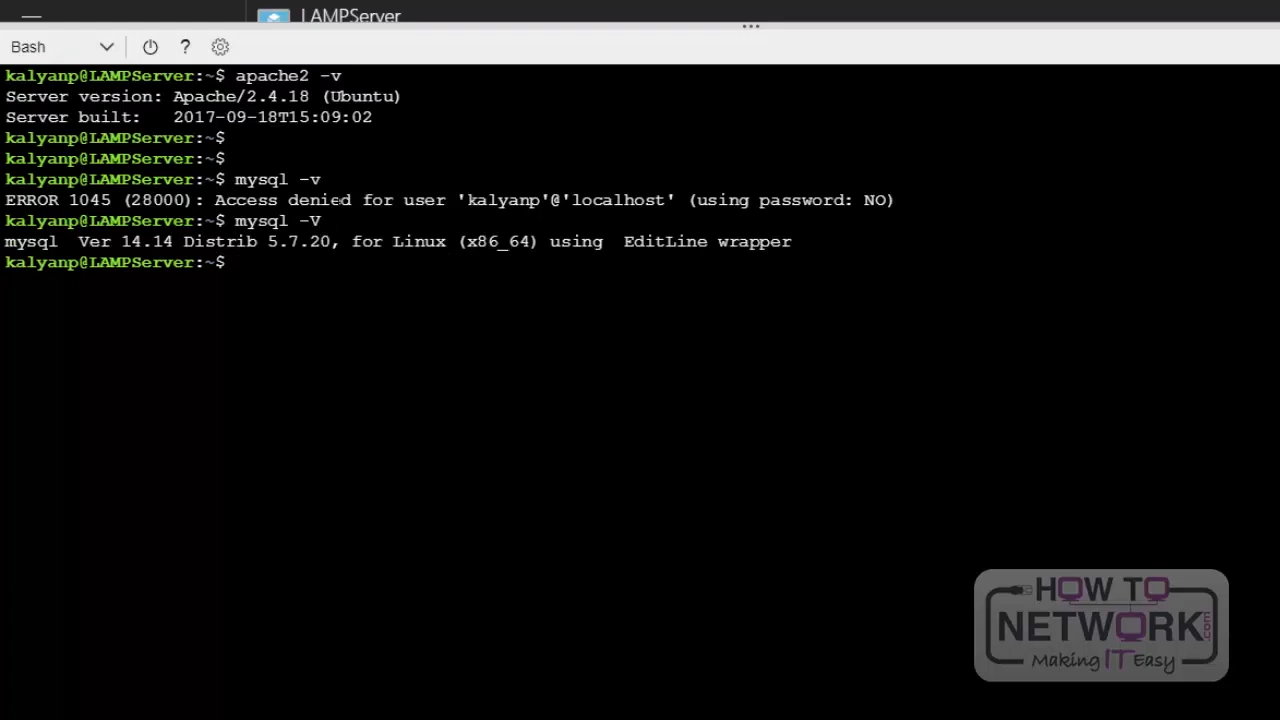 LAMPServer
Bash
?
kalyanp@LAMPServer:~$ apache2 -v
Server version: Apache/2.4.18 (Ubuntu)
Server built:   2017-09-18T15:09:02
kalyanp@LAMPServer:~$
kalyanp@LAMPServer:~$
kalyanp@LAMPServer:~$ mysql -v
ERROR 1045 (28000): Access denied for user 'kalyanp'@'localhost' (using password: NO)
kalyanp@LAMPServer:~$ mysql -V
mysql  Ver 14.14 Distrib 5.7.20, for Linux (x86_64) using  EditLine wrapper
kalyanp@LAMPServer:~$
HOW TO
NETWORK.com
Making IT Easy